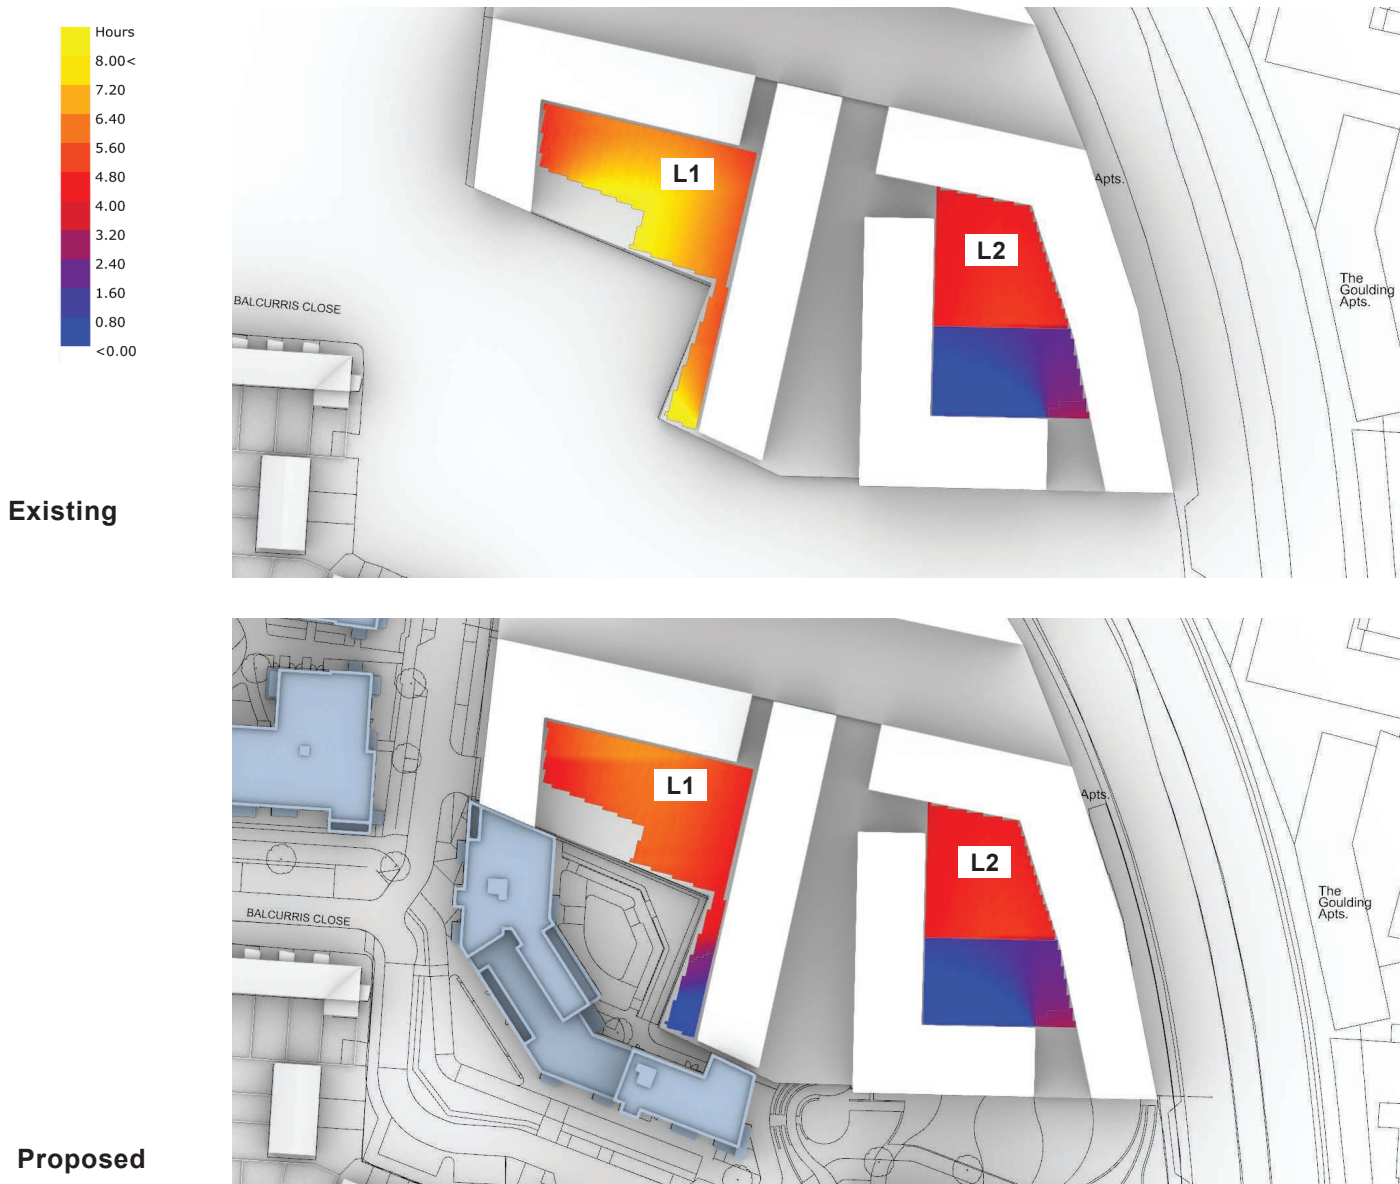 Hours
8.00<
7.20
6.40
5.60
4.80
4.00
3.20
2.40
1.60
0.80
<0.00
L1
L2
Apts.
The
Goulding
Apts.
BALCURRIS CLOSE
Existing
L1
L2
Apts.
The
Goulding
Apts.
BALCURRIS CLOSE
Proposed